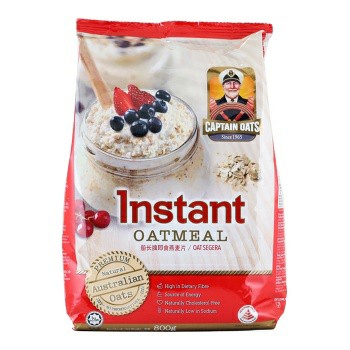 CAPTAIN OATS
Since 1963
Instant
OATMEAL
船长牌即食燕麦片 / OAT SEGERA
PREMIUM
Natural
Australian
Oats
High in Dietary Fibre
Source of Energy
Naturally Cholesterol Free
Naturally Low in Sodium
800g